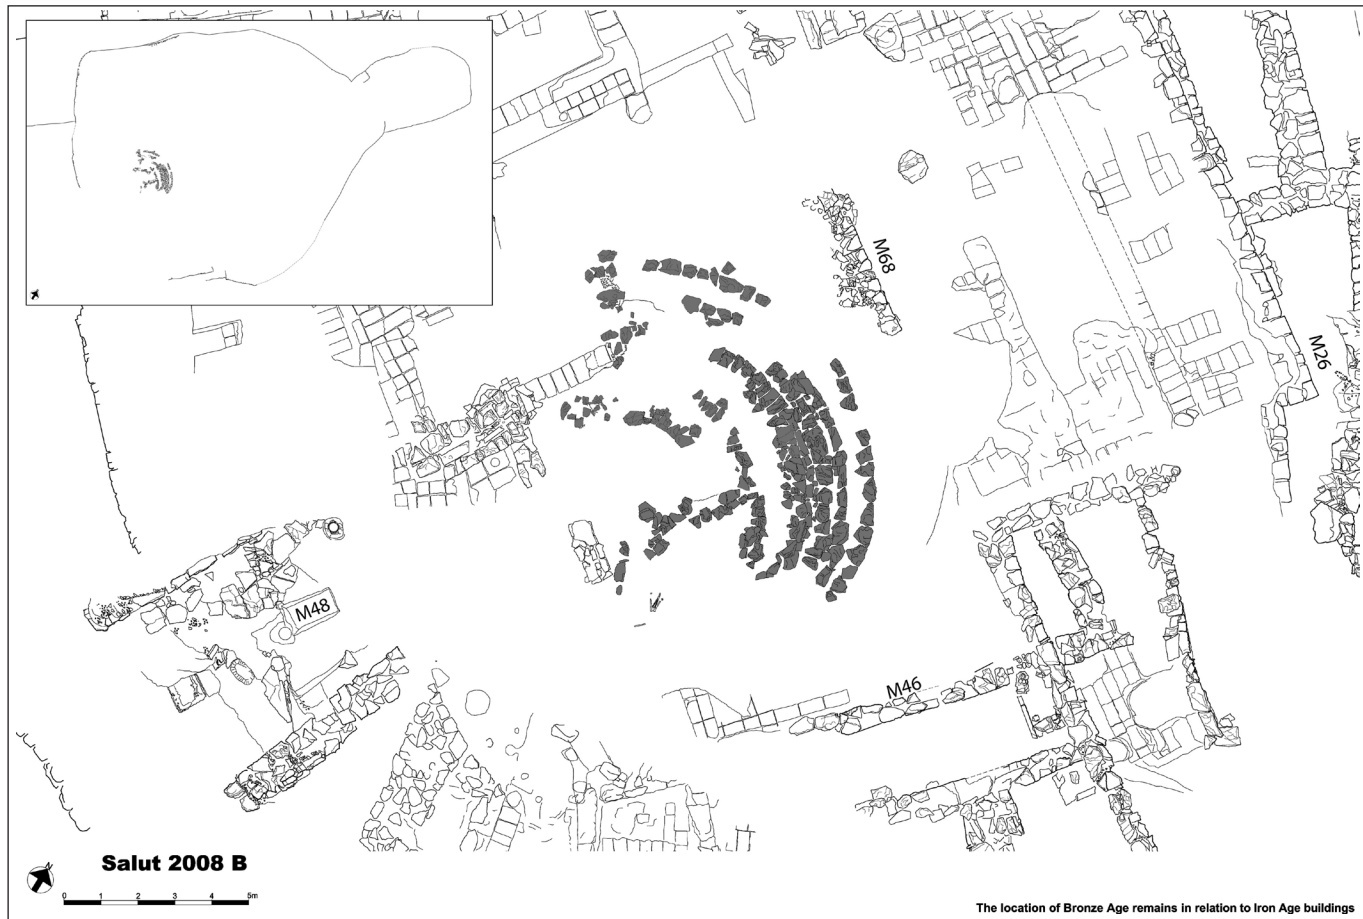 M68
M26
M48
M46
N
Salut 2008 B
0 1 2 3 4 5m
The location of Bronze Age remains in relation to Iron Age buildings